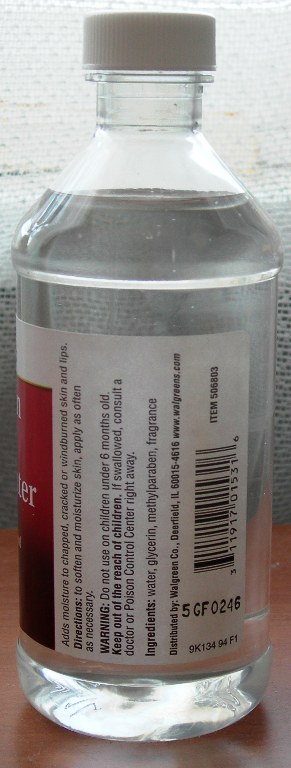 n
ter
Adds moisture to chapped, cracked or windburned skin and lips.
Directions: to soften and moisturize skin, apply as often
as necessary.
WARNING: Do not use on children under 6 months old.
Keep out of the reach of children. If swallowed, consult a
doctor or Poison Control Center right away.
Ingredients: water, glycerin, methylparaben, fragrance
Distributed by: Walgreen Co., Deerfield, IL 60015-4616 www.walgreens.com
ITEM 506803
3 11917 01531 6
5GF0246
9K134 94 F1